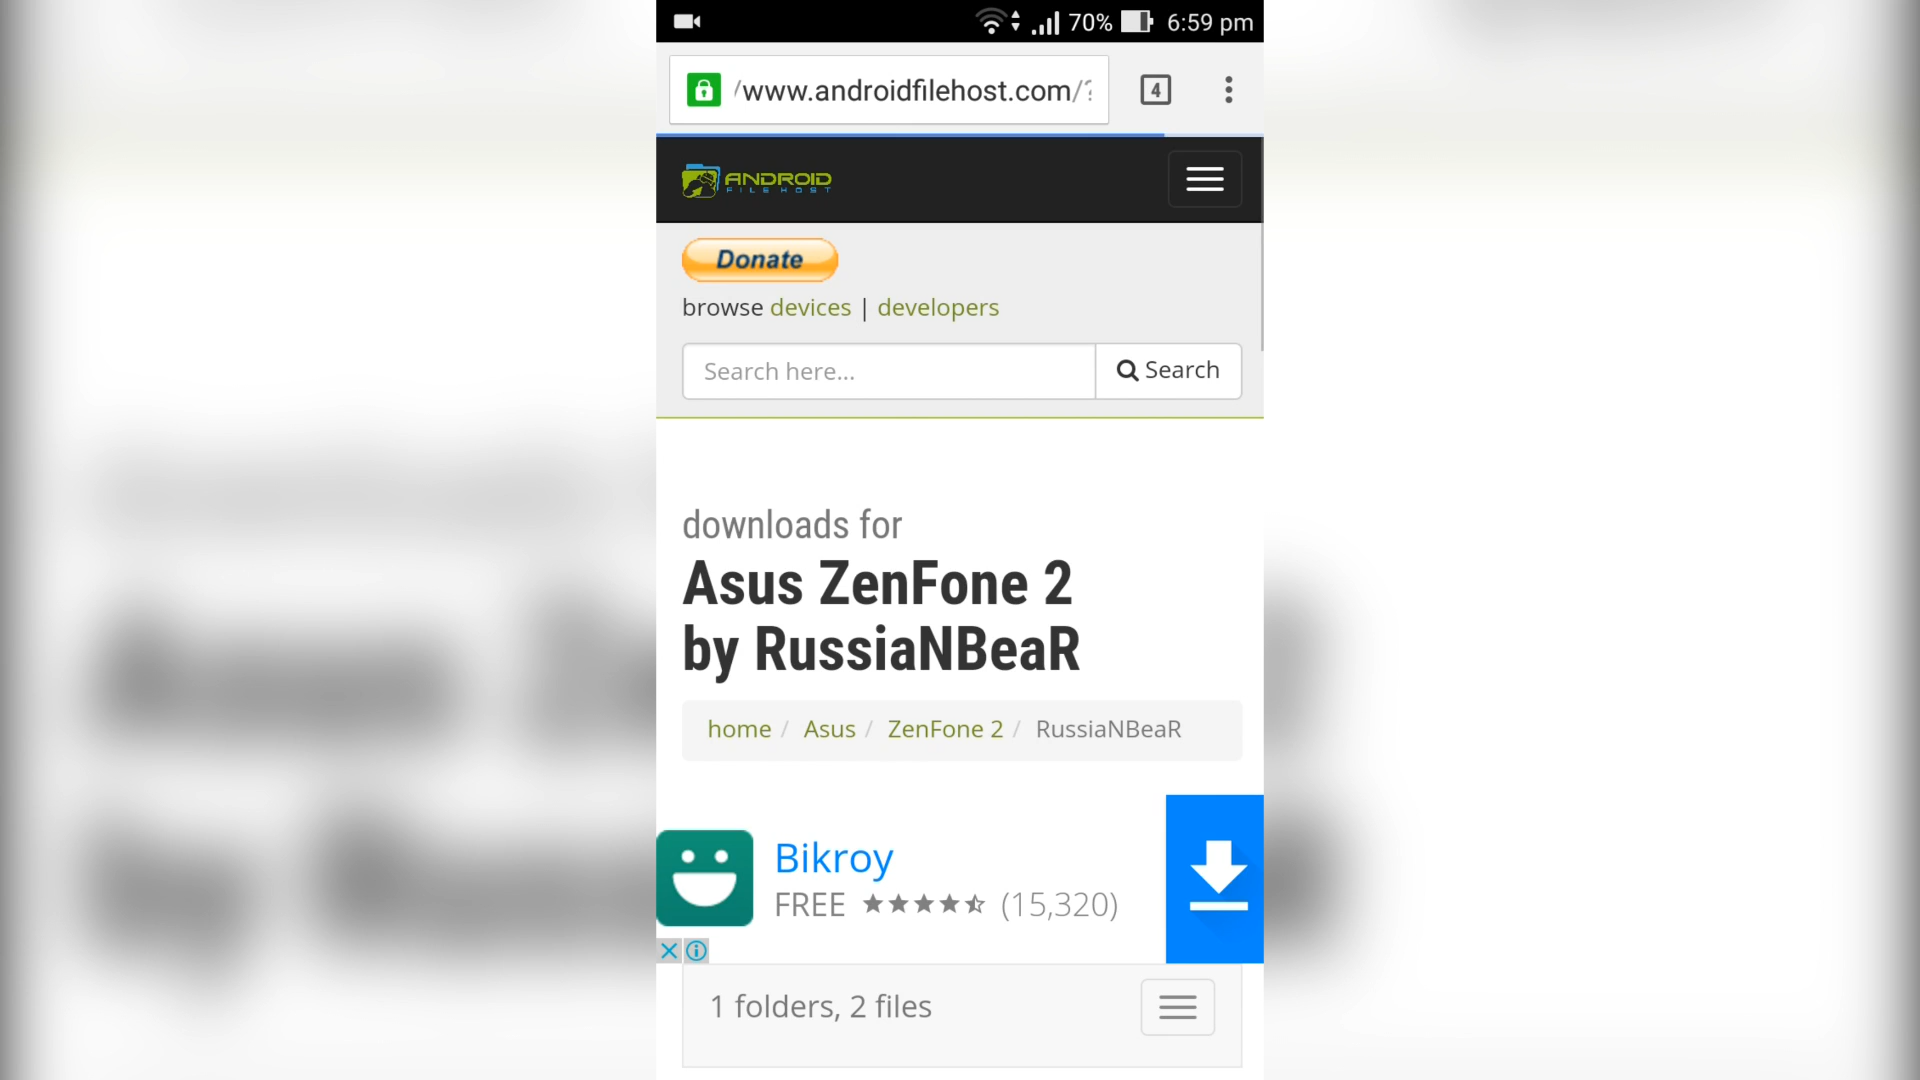 70% 6:59 pm
/www.androidfilehost.com/?
4
ANDROID
FILE HOST
Donate
browse devices | developers
Search here...
Search
downloads for
Asus ZenFone 2
by RussiaNBeaR
home / Asus / ZenFone 2 / RussiaNBeaR
Bikroy
FREE ★★★★⯪ (15,320)
1 folders, 2 files